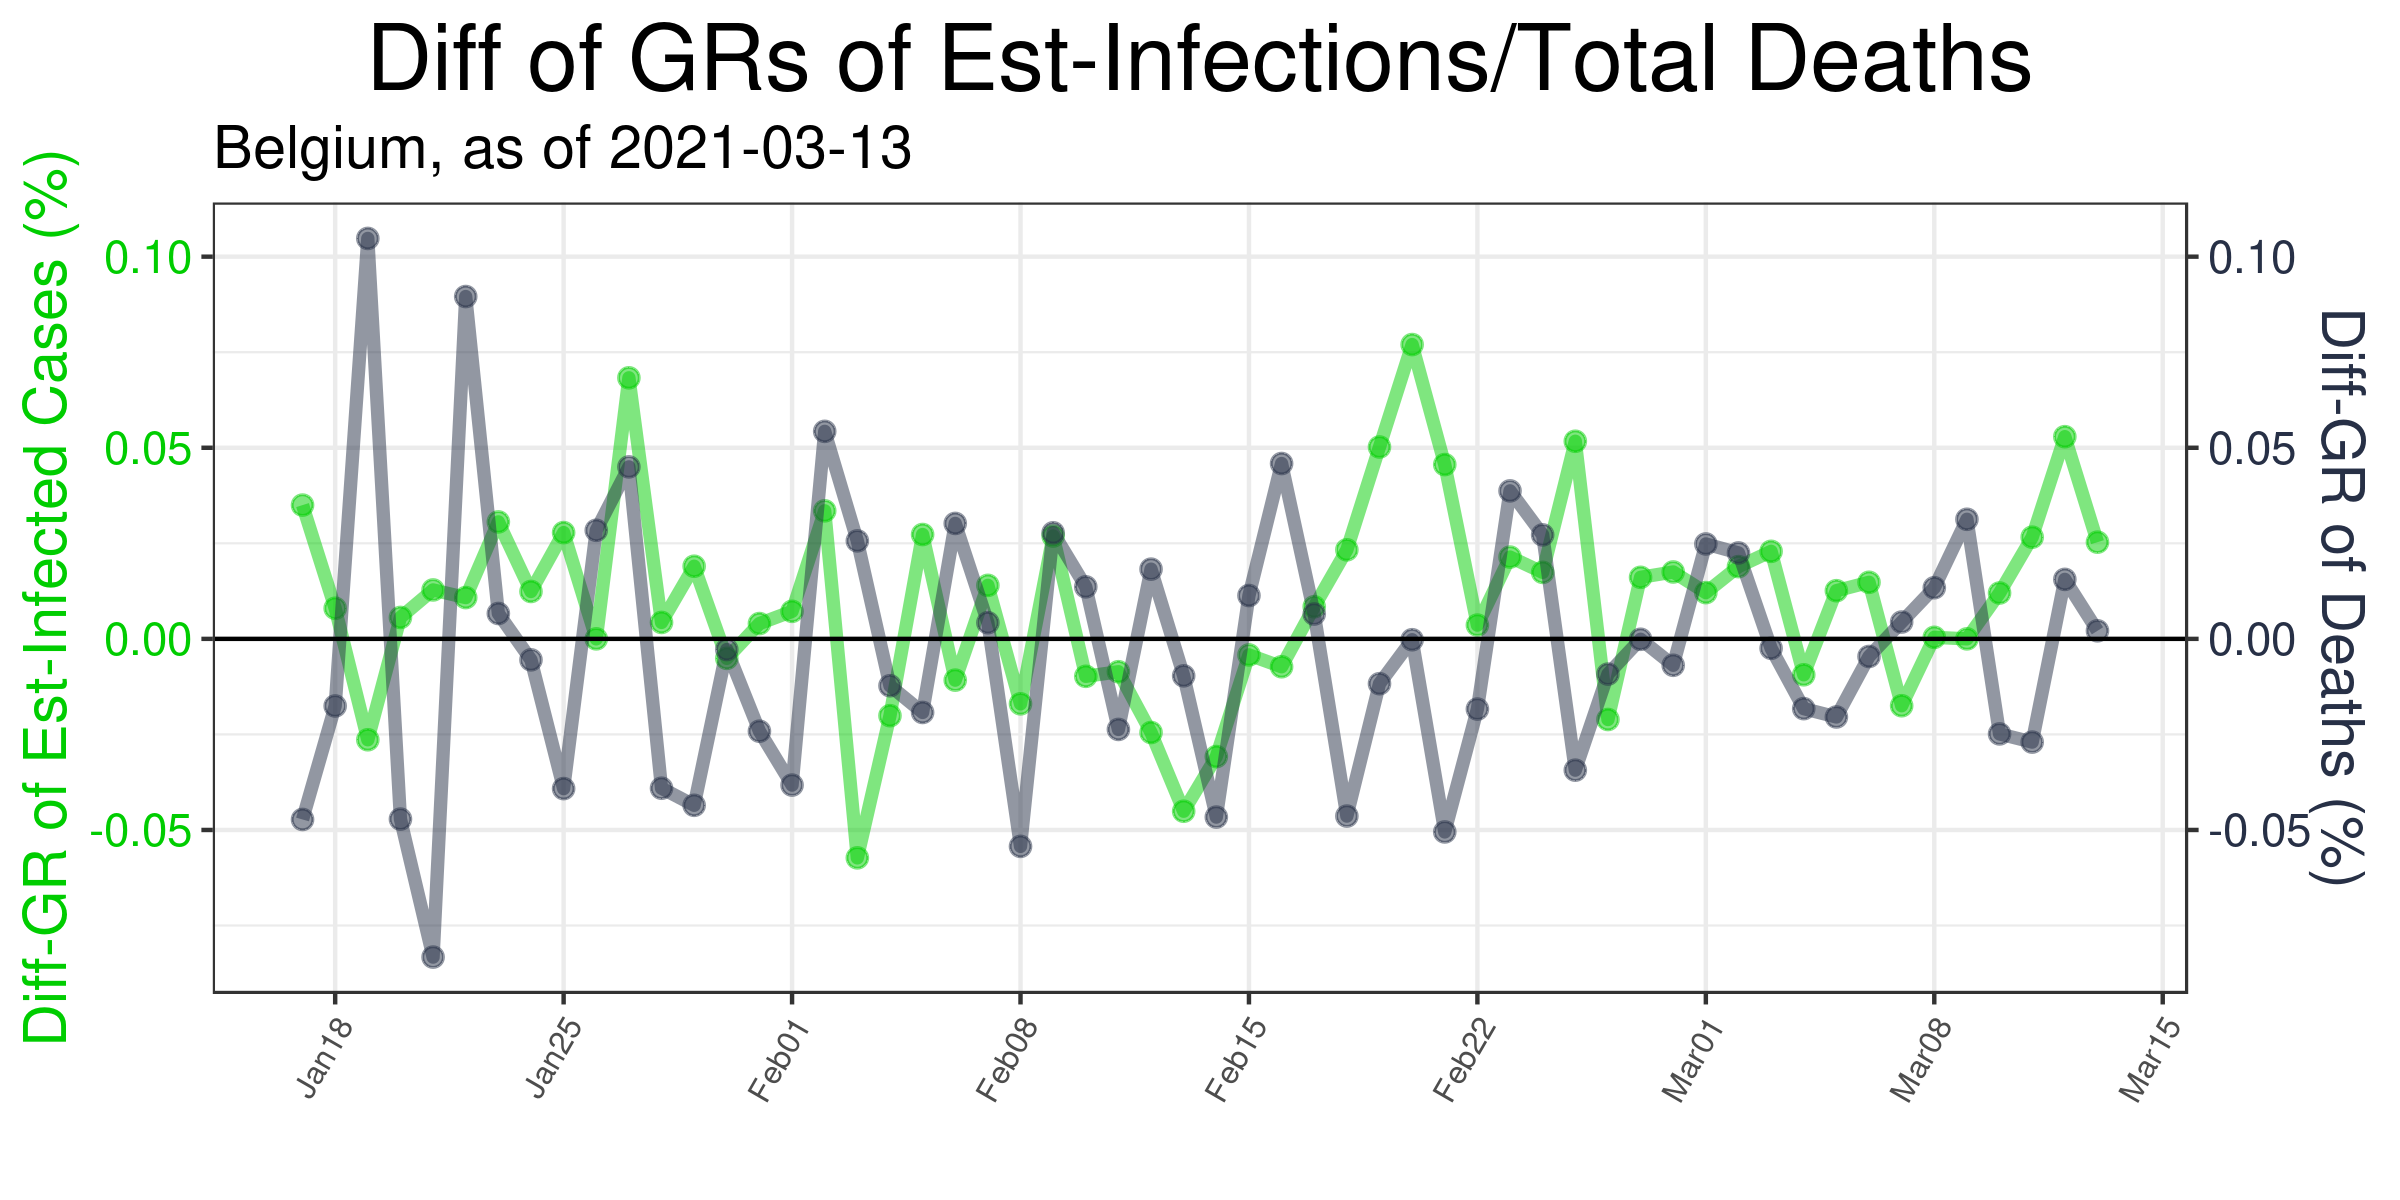 Diff of GRs of Est-Infections/Total Deaths
Belgium, as of 2021-03-13
Diff-GR of Est-Infected Cases (%)
0.10
0.05
0.00
-0.05
0.10
0.05
0.00
-0.05
Diff-GR of Deaths (%)
Jan18
Jan25
Feb01
Feb08
Feb15
Feb22
Mar01
Mar08
Mar15